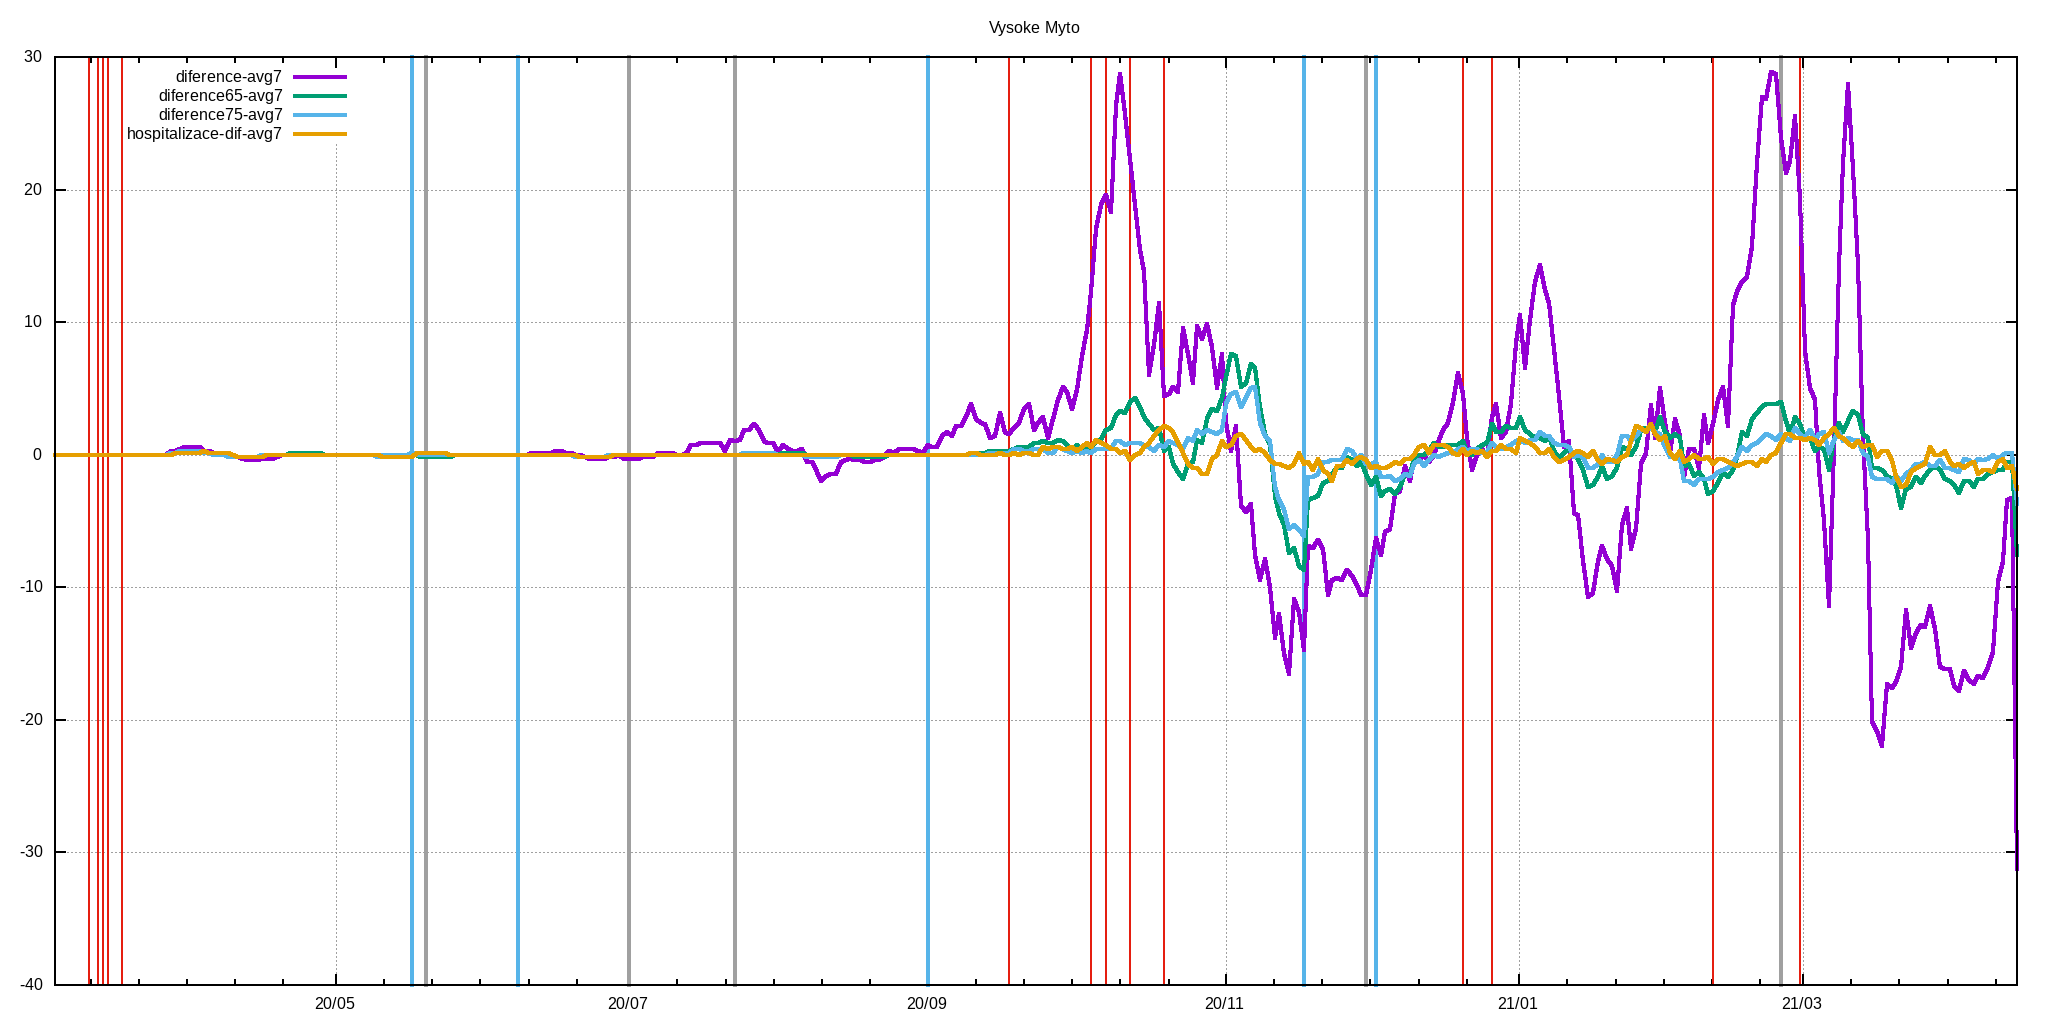 Vysoke Myto
diference-avg7
diference65-avg7
diference75-avg7
hospitalizace-dif-avg7
30
20
10
0
-10
-20
-30
-40
20/05 20/07 20/09 20/11 21/01 21/03